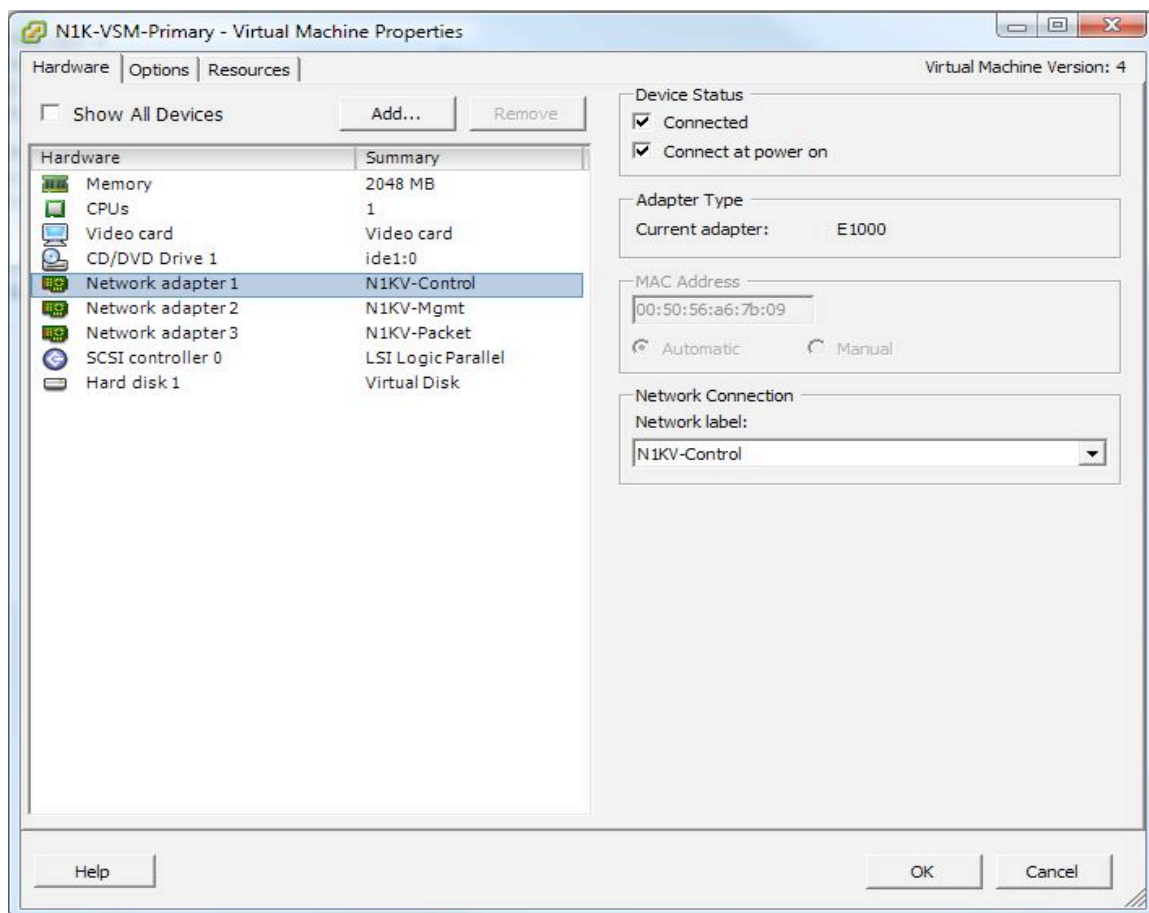 N1K-VSM-Primary - Virtual Machine Properties
Hardware Options Resources Virtual Machine Version: 4
Show All Devices Add... Remove
Hardware Summary
Memory 2048 MB
CPUs 1
Video card Video card
CD/DVD Drive 1 ide1:0
Network adapter 1 N1KV-Control
Network adapter 2 N1KV-Mgmt
Network adapter 3 N1KV-Packet
SCSI controller 0 LSI Logic Parallel
Hard disk 1 Virtual Disk
Device Status
Connected
Connect at power on
Adapter Type
Current adapter: E1000
MAC Address
00:50:56:a6:7b:09
Automatic Manual
Network Connection
Network label:
N1KV-Control
Help OK Cancel